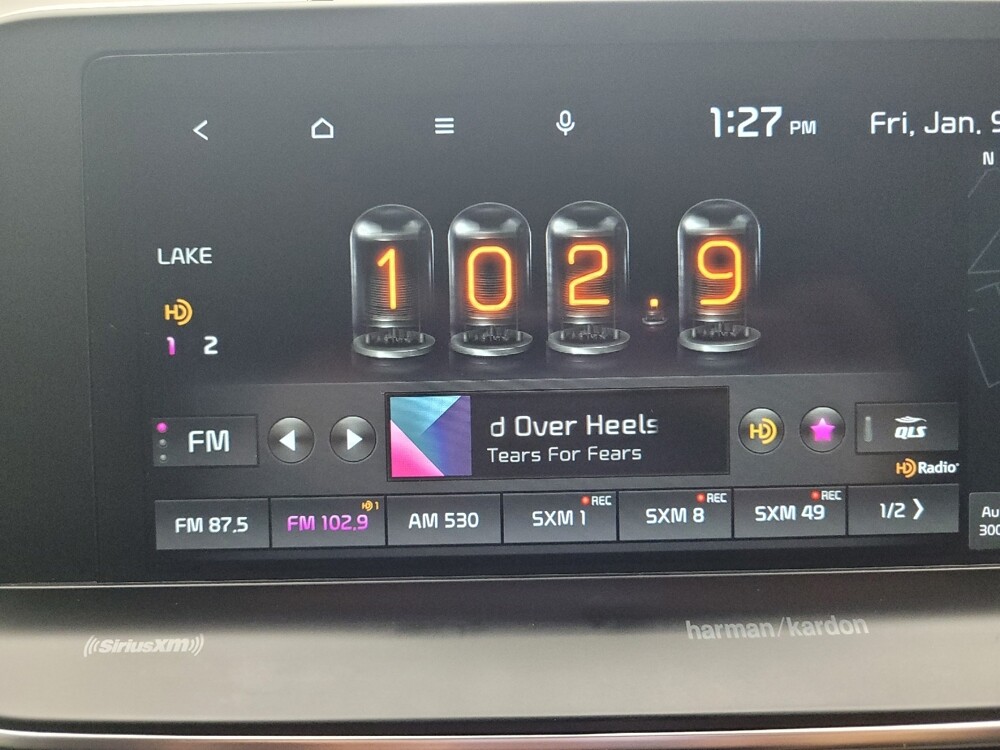 1:27 PM Fri, Jan. 9
N
LAKE
HD
1 2
102.9
d Over Heels
Tears For Fears
FM
HD
QLS
HD Radio
FM 87.5
FM 102.9 HD 1
AM 530
SXM 1 REC
SXM 8 REC
SXM 49 REC
1/2
Au
300
((SiriusXM))
harman/kardon